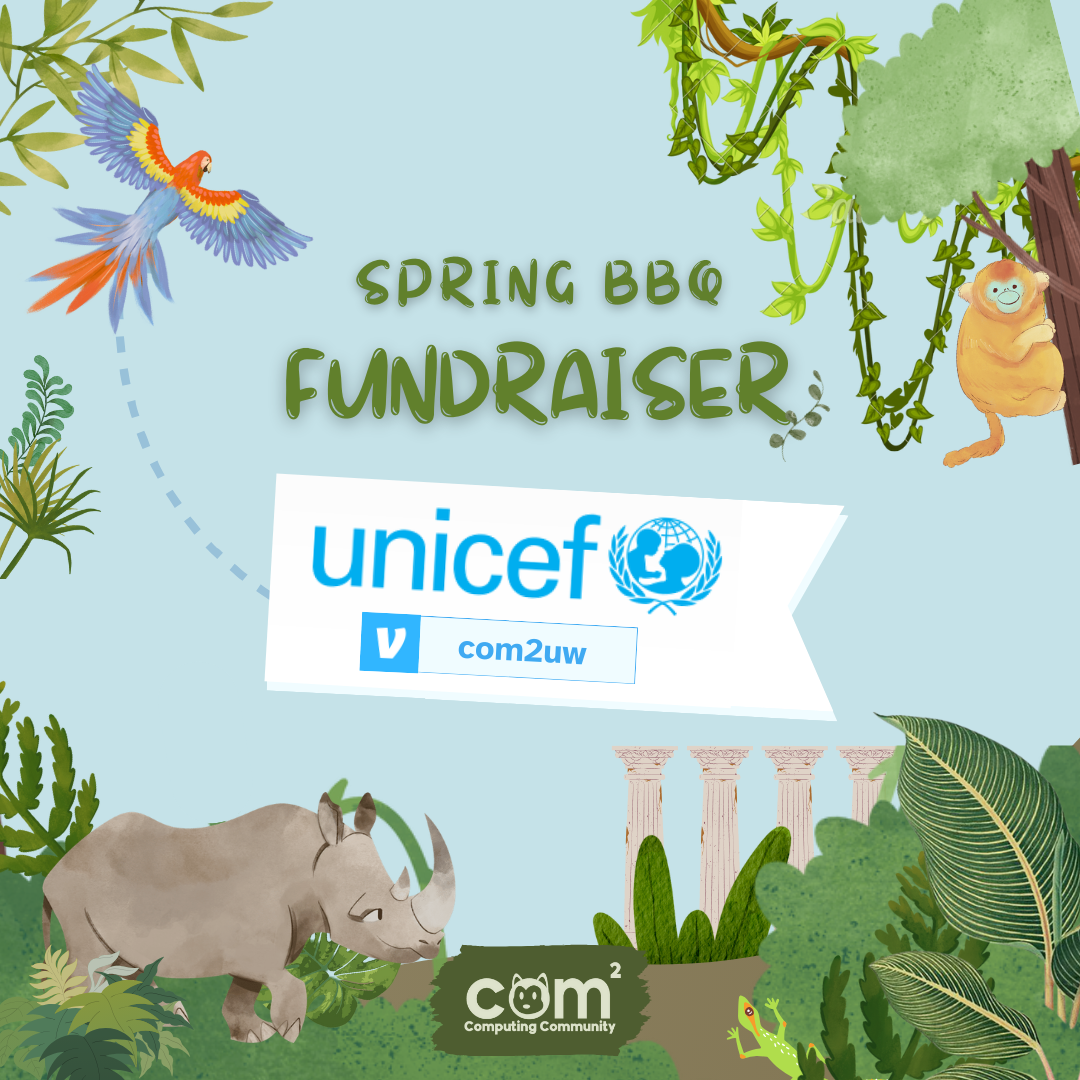 SPRING BBQ
FUNDRAISER
unicef
V com2uw
com²
Computing Community